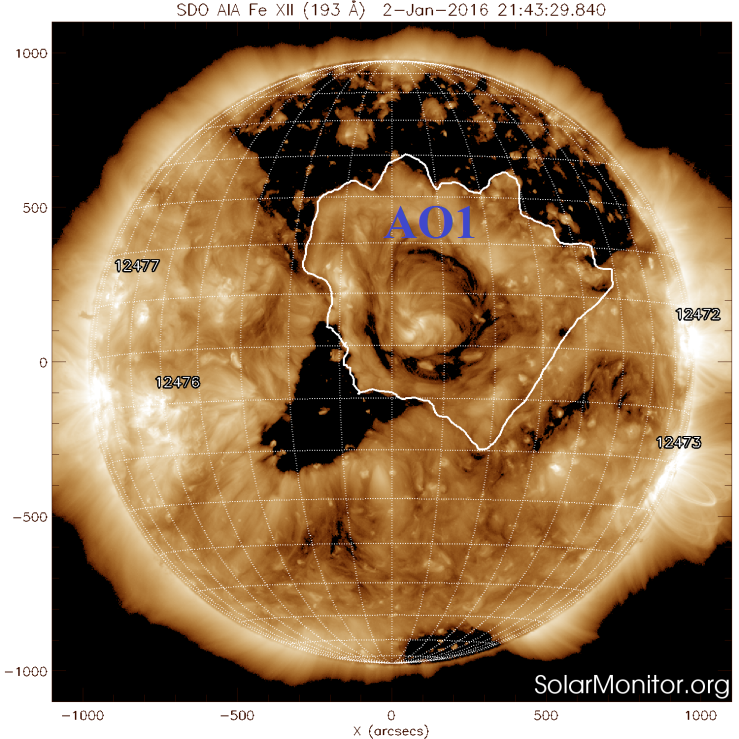 SDO AIA Fe XII (193 Å) 2-Jan-2016 21:43:29.840
1000
500
0
-500
-1000
AO1
12477
12472
12476
12473
SolarMonitor.org
-1000 -500 0 500 1000
X (arcsecs)